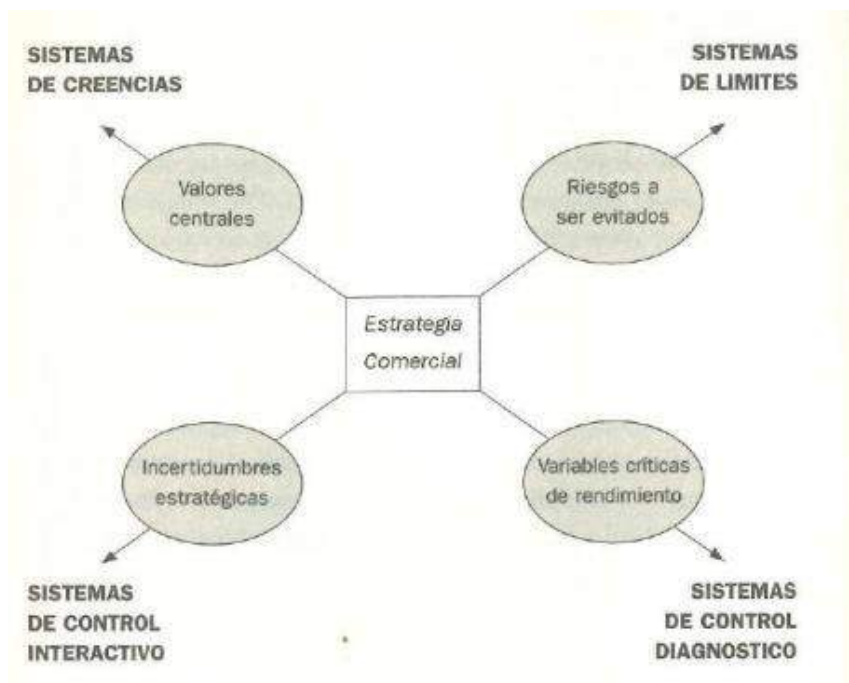 SISTEMAS
DE CREENCIAS
SISTEMAS
DE LIMITES
Valores
centrales
Riesgos a
ser evitados
Estrategia
Comercial
Incertidumbres
estratégicas
Variables críticas
de rendimiento
SISTEMAS
DE CONTROL
INTERACTIVO
SISTEMAS
DE CONTROL
DIAGNOSTICO